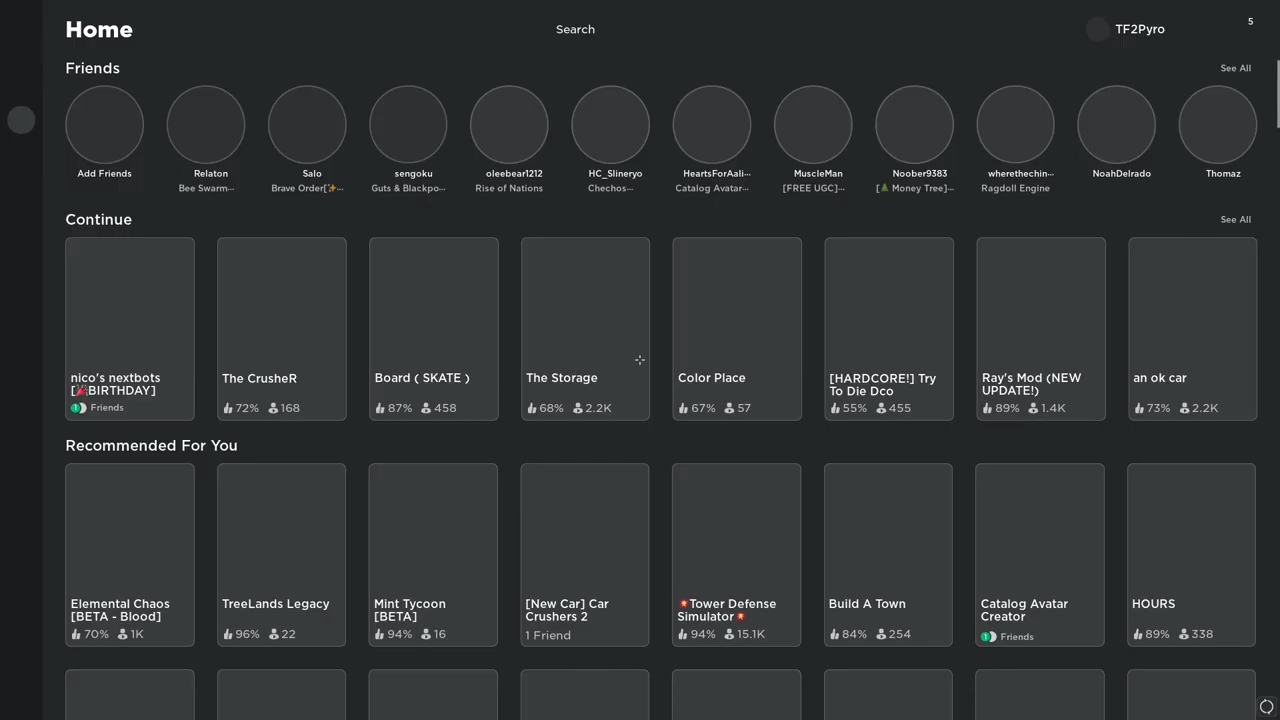 Home
Search
TF2Pyro
5
Friends
See All
Add Friends
Relaton
Salo
sengoku
oleebear1212
HC_Slineryo
HeartsForAali···
MuscleMan
Noober9383
wherethechin···
NoahDelrado
Thomaz
Bee Swarm···
Brave Order[✨···
Guts & Blackpo···
Rise of Nations
Chechos···
Catalog Avatar···
[FREE UGC]···
[🎄 Money Tree]···
Ragdoll Engine
Continue
See All
nico's nextbots
[🎉BIRTHDAY]
1 Friends
The CrusheR
72% 168
Board ( SKATE )
87% 458
The Storage
68% 2.2K
Color Place
67% 57
[HARDCORE!] Try
To Die Dco
55% 455
Ray's Mod (NEW
UPDATE!)
89% 1.4K
an ok car
73% 2.2K
Recommended For You
Elemental Chaos
[BETA - Blood]
70% 1K
TreeLands Legacy
96% 22
Mint Tycoon
[BETA]
94% 16
[New Car] Car
Crushers 2
1 Friend
💥Tower Defense
Simulator💥
94% 15.1K
Build A Town
84% 254
Catalog Avatar
Creator
1 Friends
HOURS
89% 338